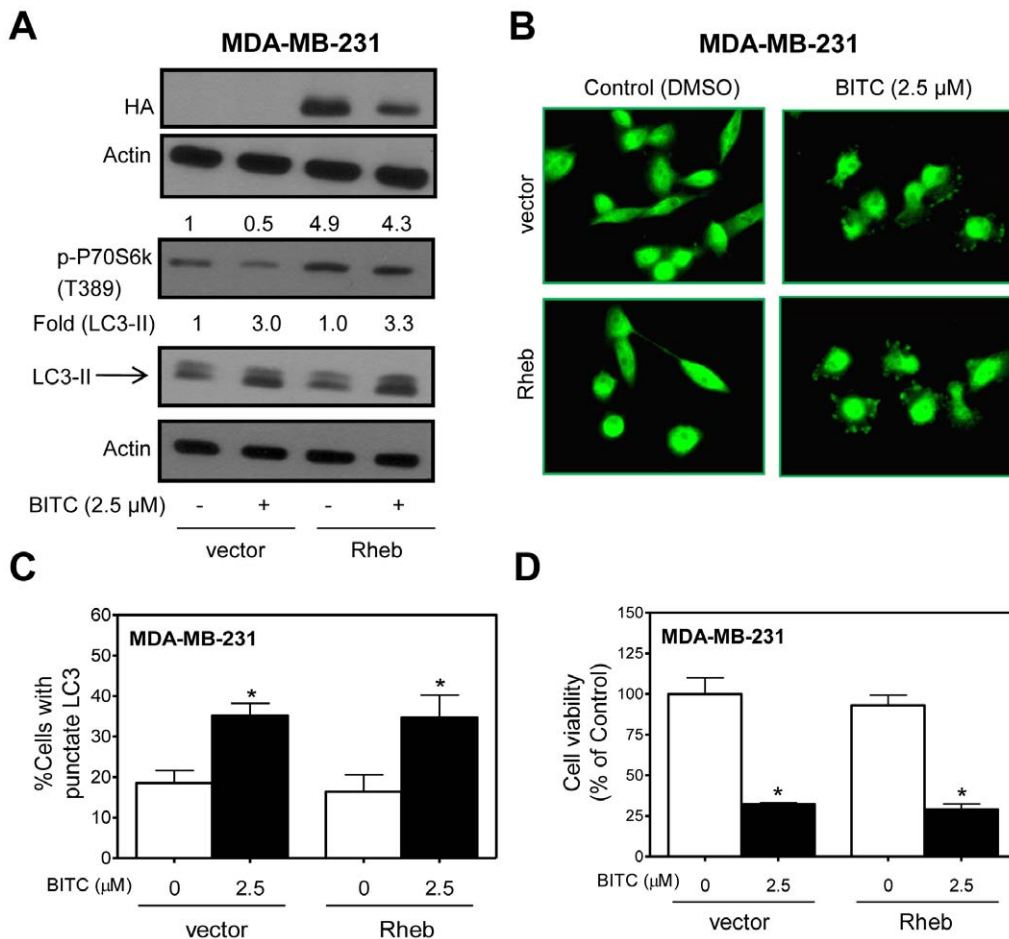 A
MDA-MB-231
HA
Actin
1 0.5 4.9 4.3
p-P70S6k
(T389)
Fold (LC3-II) 1 3.0 1.0 3.3
LC3-II
Actin
BITC (2.5 µM) - + - +
vector Rheb
B
MDA-MB-231
Control (DMSO) BITC (2.5 µM)
vector
Rheb
C
60
50
40
30
20
10
0
%Cells with
punctate LC3
MDA-MB-231
* *
BITC (µM) 0 2.5 0 2.5
vector Rheb
D
150
125
100
75
50
25
0
Cell viability
(% of Control)
MDA-MB-231
* *
BITC (µM) 0 2.5 0 2.5
vector Rheb